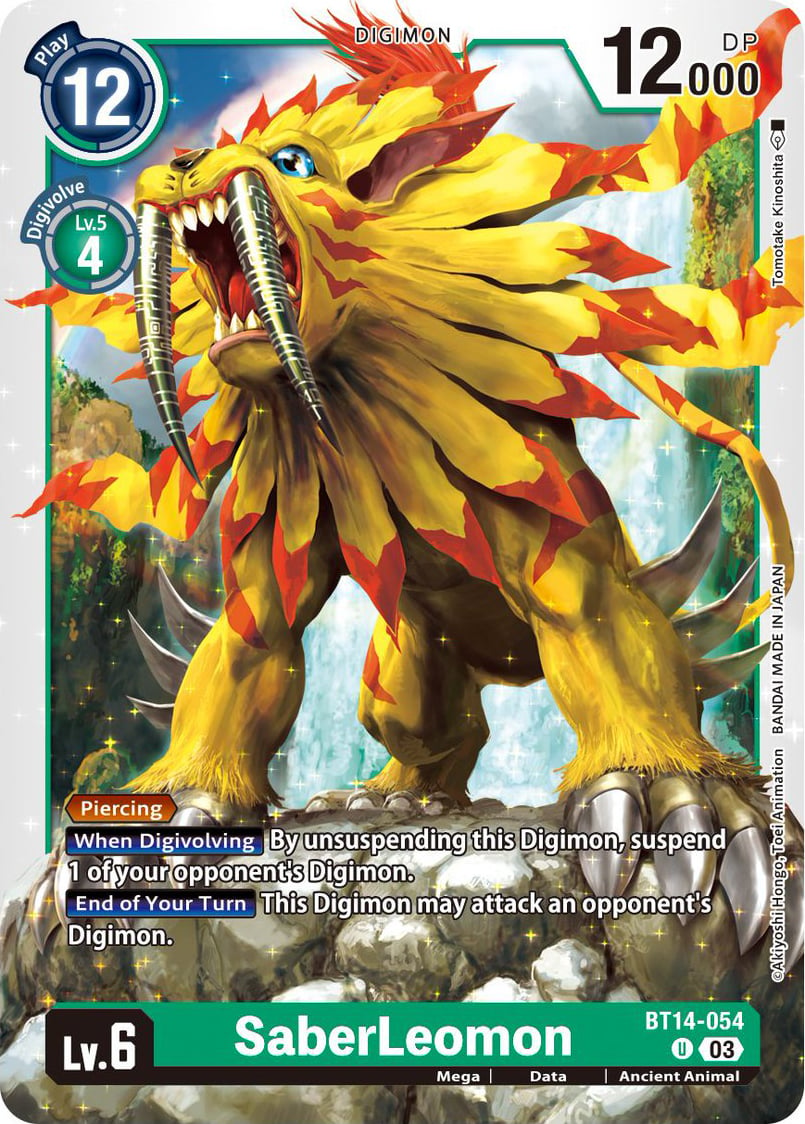 DIGIMON
Play
12
12000
DP
Digivolve
Lv.5
4
Tomotake Kinoshita
Piercing
When Digivolving By unsuspending this Digimon, suspend
1 of your opponent's Digimon.
End of Your Turn This Digimon may attack an opponent's
Digimon.
©Akiyoshi Hongo, Toei Animation BANDAI MADE IN JAPAN
Lv.6
SaberLeomon
BT14-054
U 03
Mega | Data | Ancient Animal